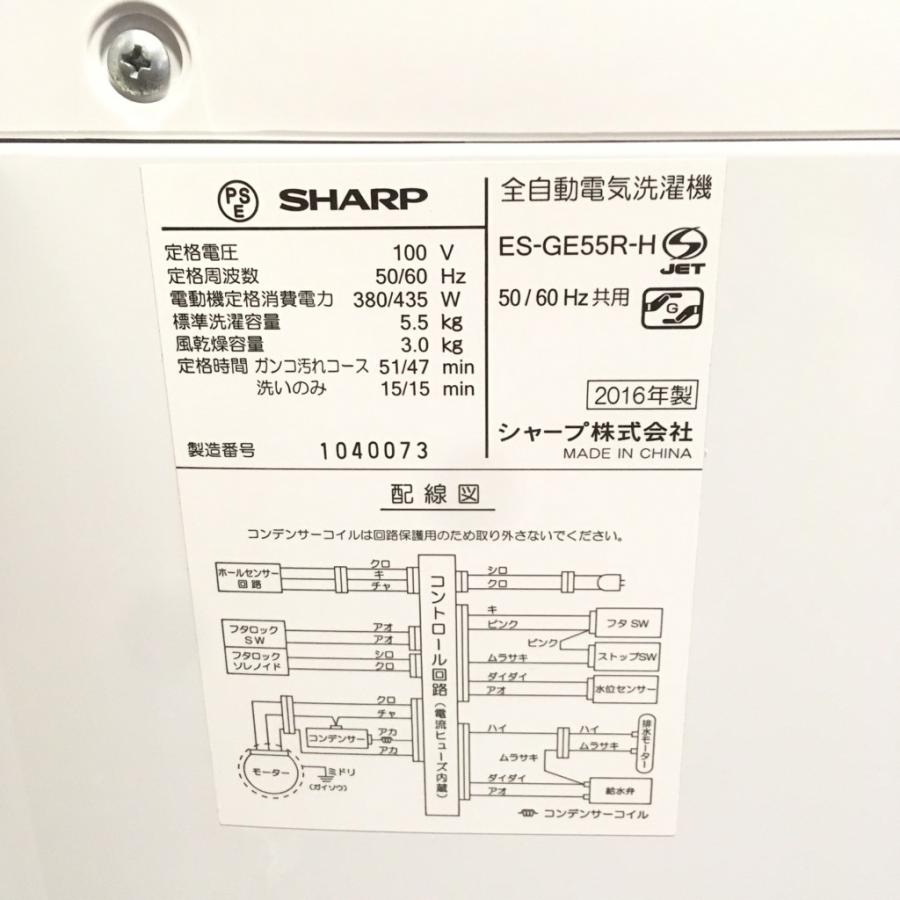 PS
E
SHARP
定格電圧 100 V
定格周波数 50/60 Hz
電動機定格消費電力 380/435 W
標準洗濯容量 5.5 kg
風乾燥容量 3.0 kg
定格時間 ガンコ汚れコース 51/47 min
洗いのみ 15/15 min
製造番号 1040073
全自動電気洗濯機
ES-GE55R-H
S
JET
50/60 Hz 共用
G
2016年製
シャープ株式会社
MADE IN CHINA
配線図
コンデンサーコイルは回路保護用のため取り外さないでください。
ホールセンサー
回路
クロ
キ
チャ
フタロック
SW
アオ
アオ
フタロック
ソレノイド
シロ
クロ
クロ
チャ
コンデンサー
アカ
アカ
モーター
ミドリ
(ガイソウ)
コントロール回路(電流ヒューズ内蔵)
シロ
クロ
キ
ピンク
フタ SW
ピンク
ムラサキ
ストップSW
ダイダイ
アオ
水位センサー
ハイ
ハイ
ムラサキ
ムラサキ
排水モーター
ダイダイ
アオ
給水弁
コンデンサーコイル